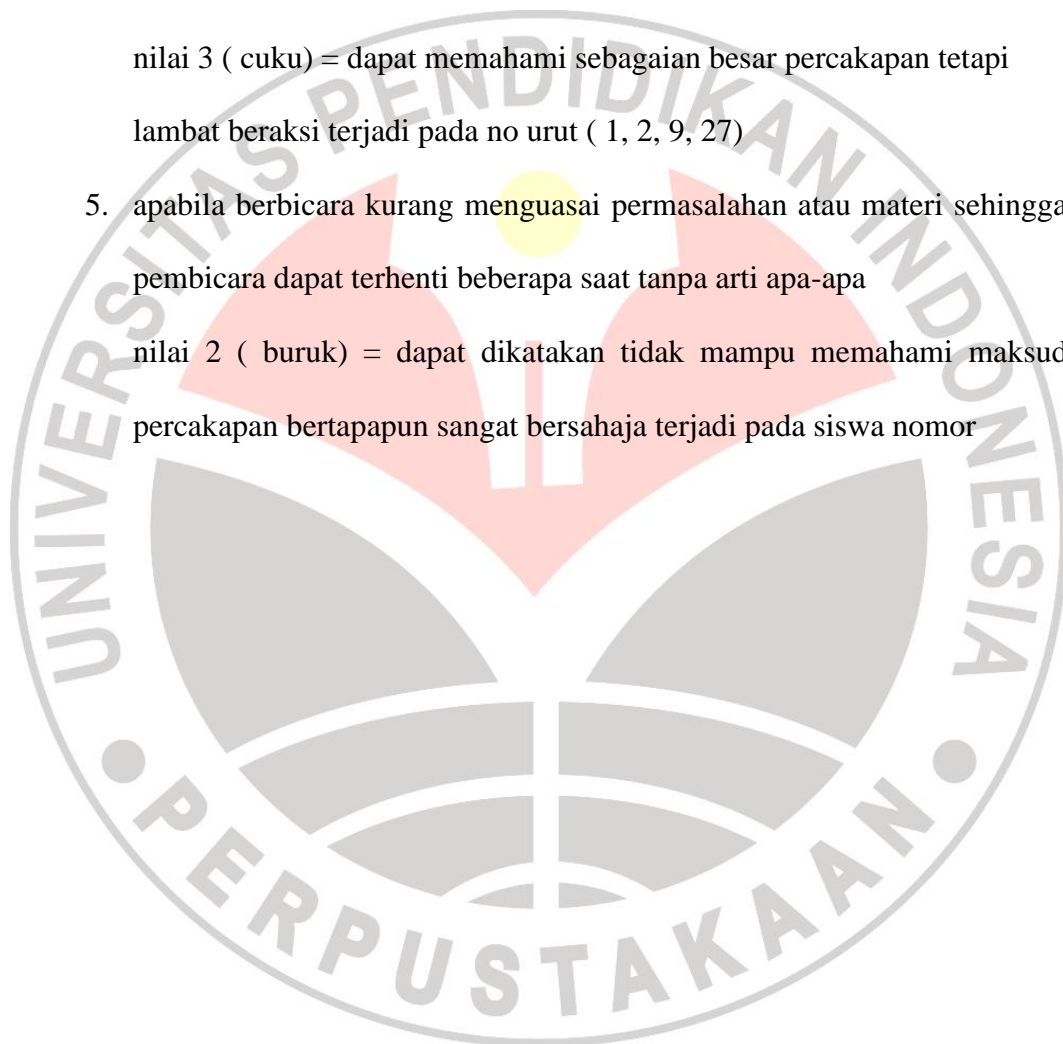 nilai 3 ( cuku) = dapat memahami sebagaian besar percakapan tetapi
lambat beraksi terjadi pada no urut ( 1, 2, 9, 27)
5. apabila berbicara kurang menguasai permasalahan atau materi sehingga
pembicara dapat terhenti beberapa saat tanpa arti apa-apa
nilai 2 ( buruk) = dapat dikatakan tidak mampu memahami maksud
percakapan bertapapun sangat bersahaja terjadi pada siswa nomor
UNIVERSITAS PENDIDIKAN INDONESIA
PERPUSTAKAAN